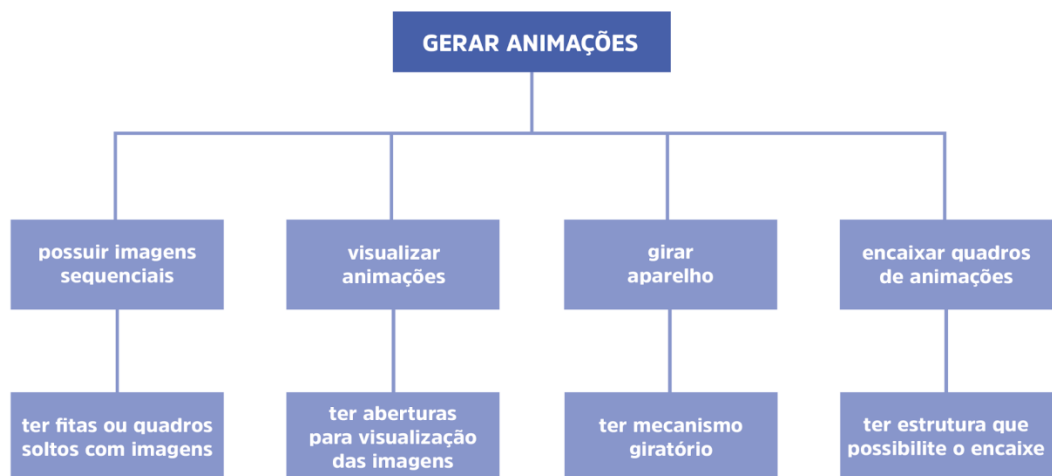 GERAR ANIMAÇÕES
possuir imagens
sequenciais
visualizar
animações
girar
aparelho
encaixar quadros
de animações
ter fitas ou quadros
soltos com imagens
ter aberturas
para visualização
das imagens
ter mecanismo
giratório
ter estrutura que
possibilite o encaixe